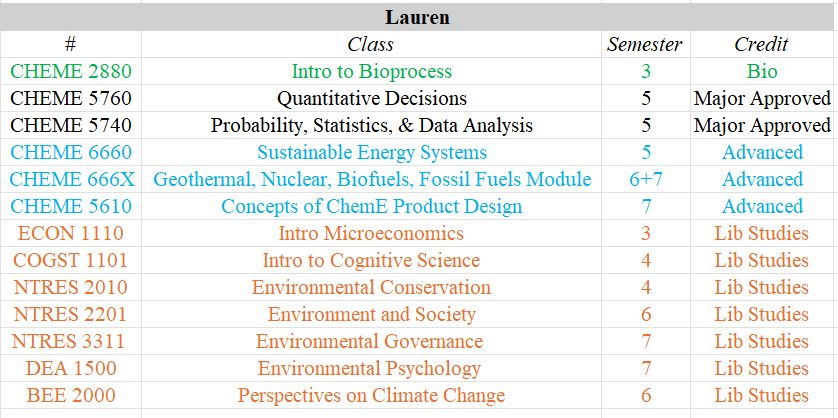 Lauren
# Class Semester Credit
CHEME 2880 Intro to Bioprocess 3 Bio
CHEME 5760 Quantitative Decisions 5 Major Approved
CHEME 5740 Probability, Statistics, & Data Analysis 5 Major Approved
CHEME 6660 Sustainable Energy Systems 5 Advanced
CHEME 666X Geothermal, Nuclear, Biofuels, Fossil Fuels Module 6+7 Advanced
CHEME 5610 Concepts of ChemE Product Design 7 Advanced
ECON 1110 Intro Microeconomics 3 Lib Studies
COGST 1101 Intro to Cognitive Science 4 Lib Studies
NTRES 2010 Environmental Conservation 4 Lib Studies
NTRES 2201 Environment and Society 6 Lib Studies
NTRES 3311 Environmental Governance 7 Lib Studies
DEA 1500 Environmental Psychology 7 Lib Studies
BEE 2000 Perspectives on Climate Change 6 Lib Studies